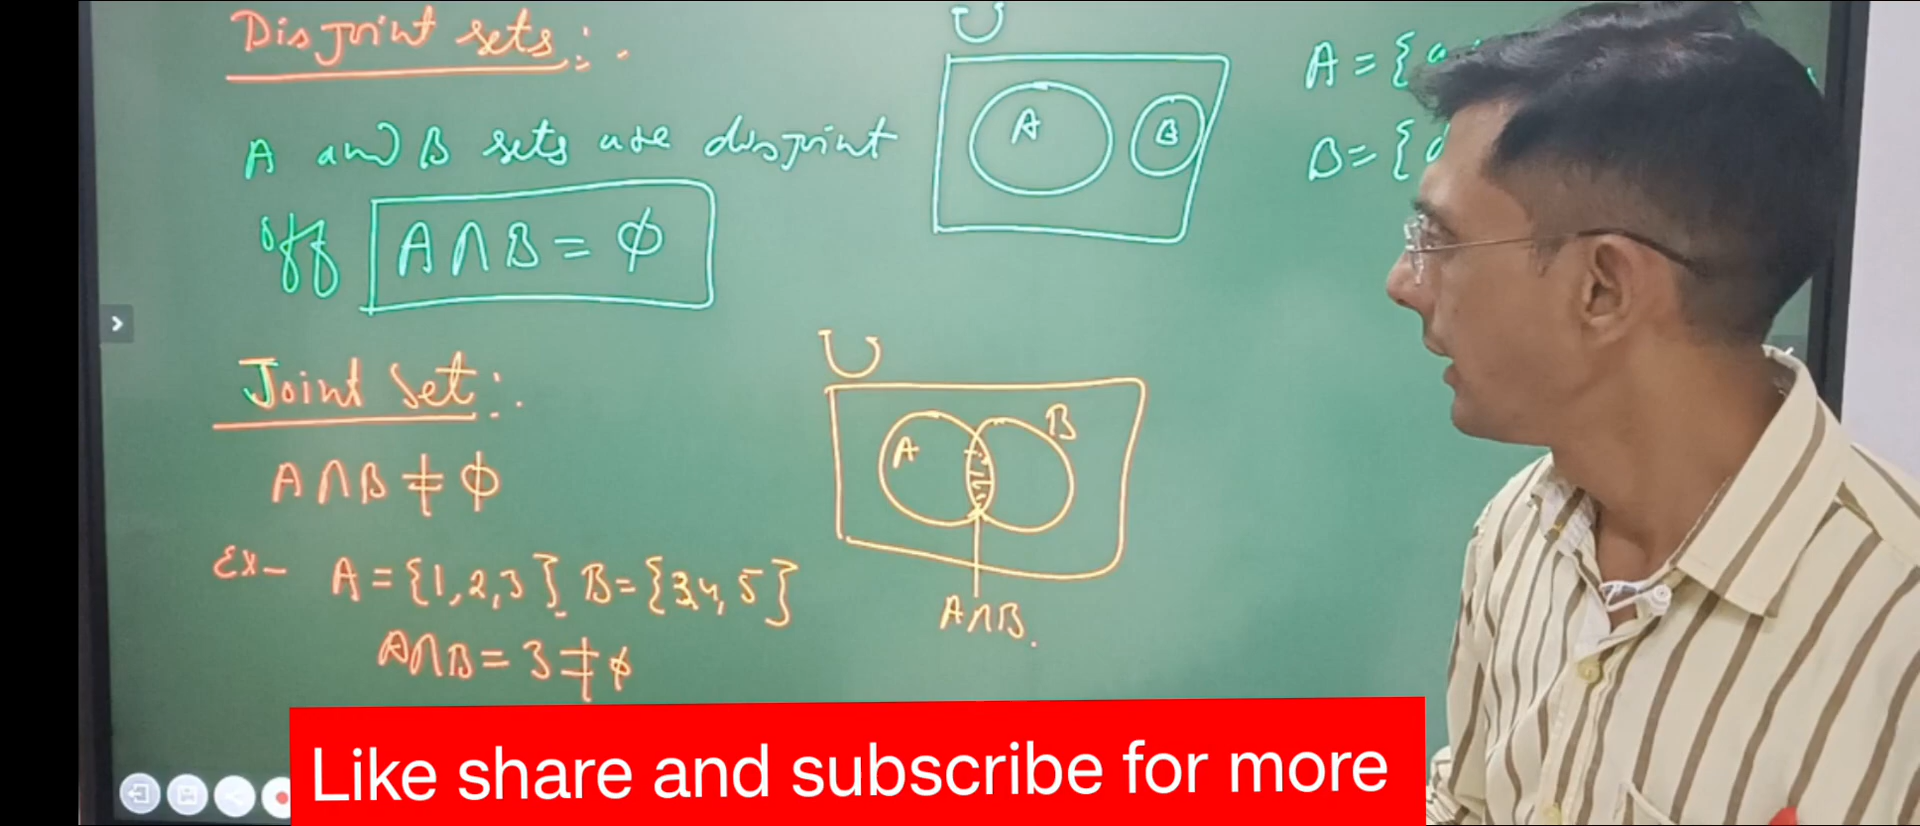 Disjoint sets :-
U
A
B
A = {a
B = {d
A and B sets are disjoint
iff A∩B = φ
Joint Set :-
U
A
B
A∩B ≠ φ
Ex- A = {1,2,3} B = {3,4,5}
A∩B.
A∩B = 3 ≠ φ
Like share and subscribe for more